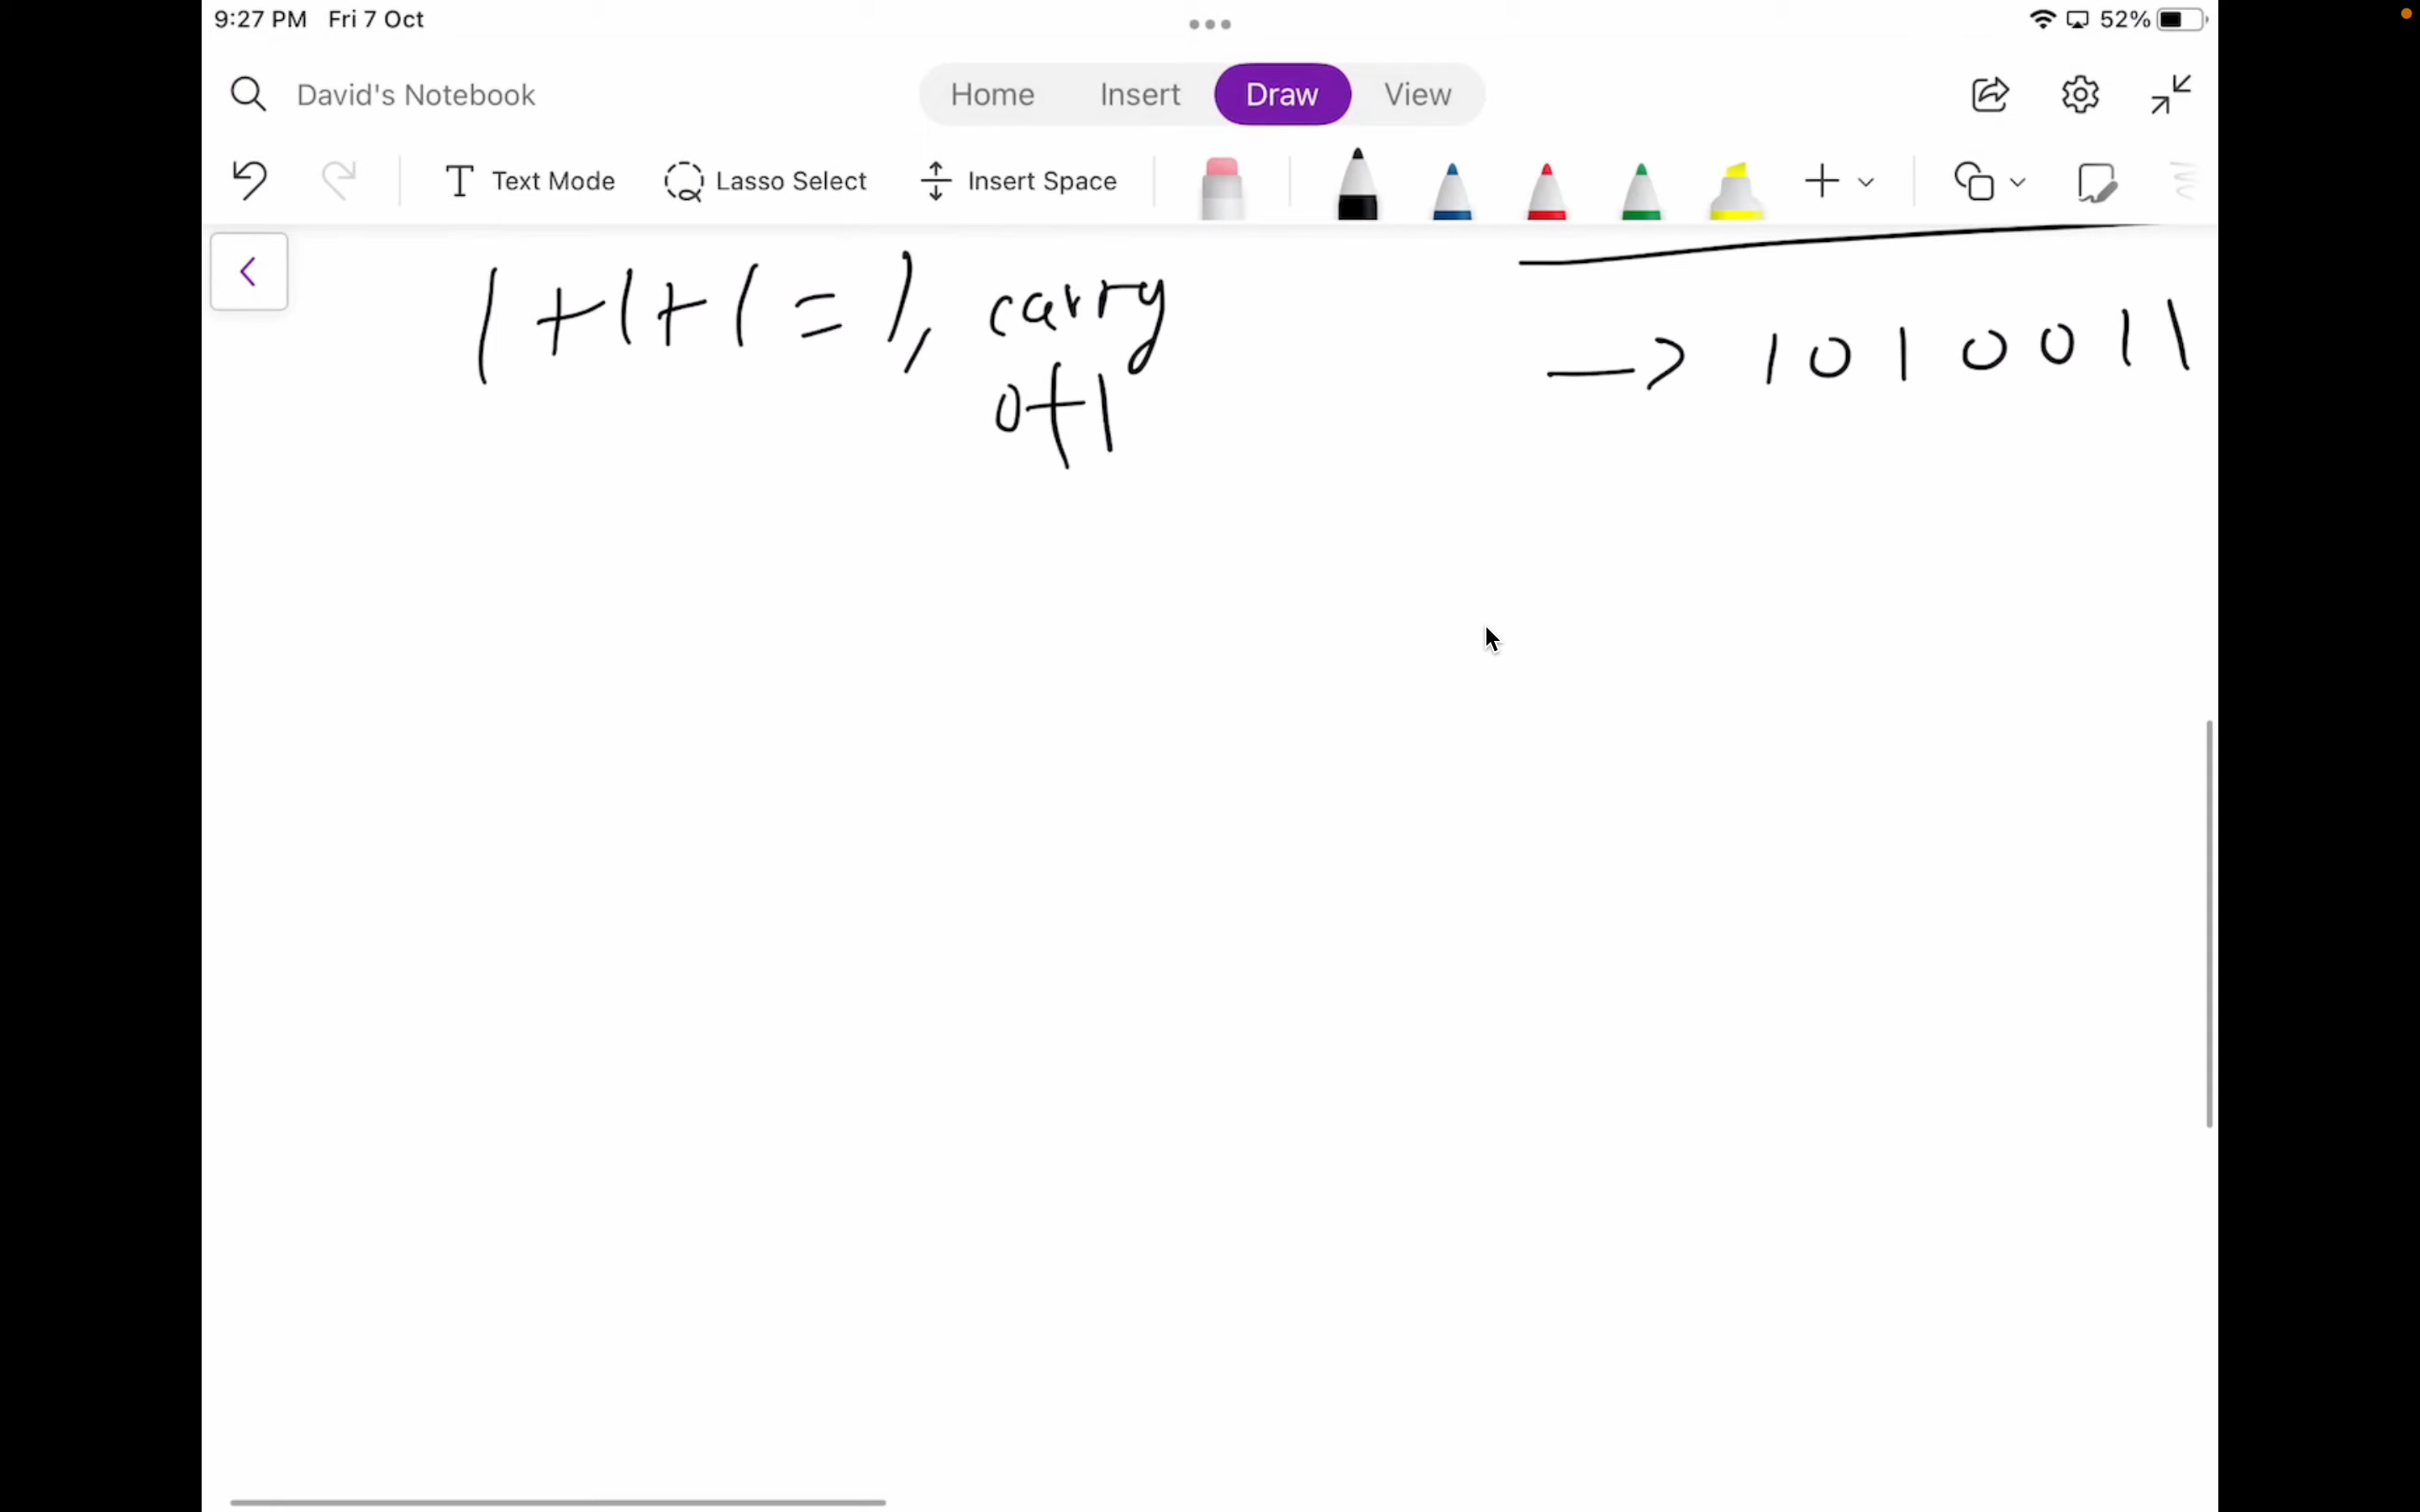 9:27 PM Fri 7 Oct 52%
David's Notebook Home Insert Draw View
Text Mode Lasso Select Insert Space
1+1+1=1, carry
of 1
—> 1010011